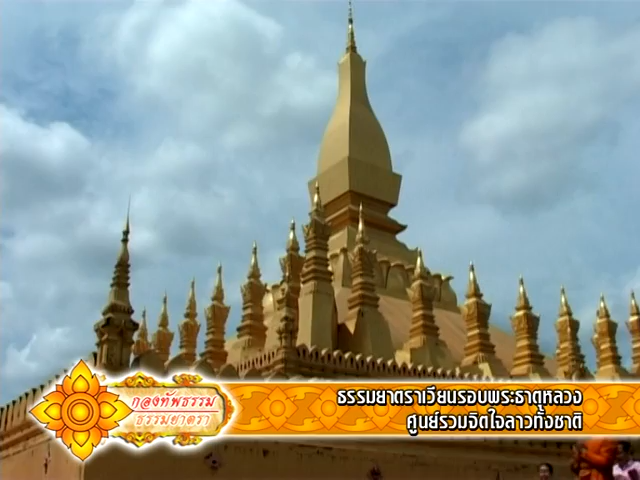 กองทัพธรรม
ธรรมยาตรา
ธรรมยาตราเวียนรอบพระธาตุหลวง
ศูนย์รวมจิตใจลาวทั้งชาติ